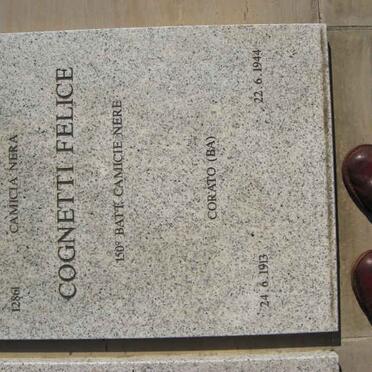 12861 CAMICIA NERA
COGNETTI FELICE
150° BATT. CAMICIE NERE
CORATO (BA)
24 6 1913 22 6 1944